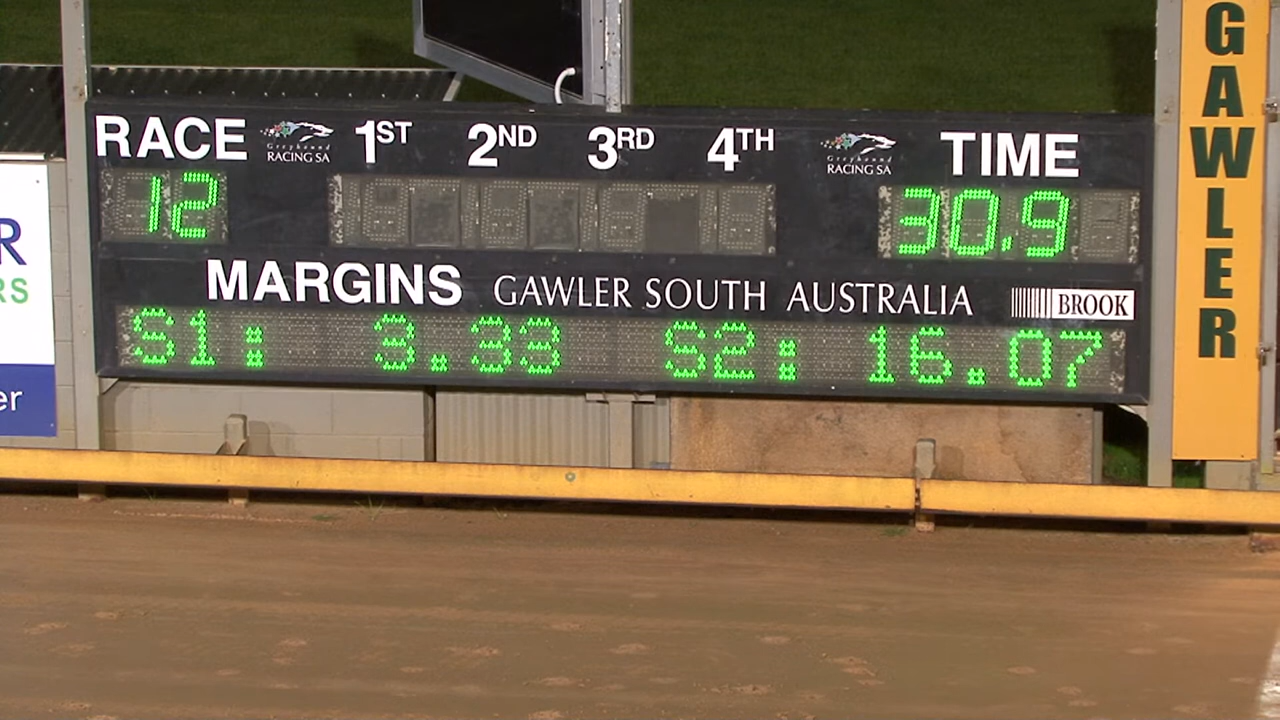 RACE Greyhound RACING SA 1ST 2ND 3RD 4TH Greyhound RACING SA TIME
12 30.9
MARGINS GAWLER SOUTH AUSTRALIA BROOK
S1: 3.33 S2: 16.07
GAWLER
R
RS
er